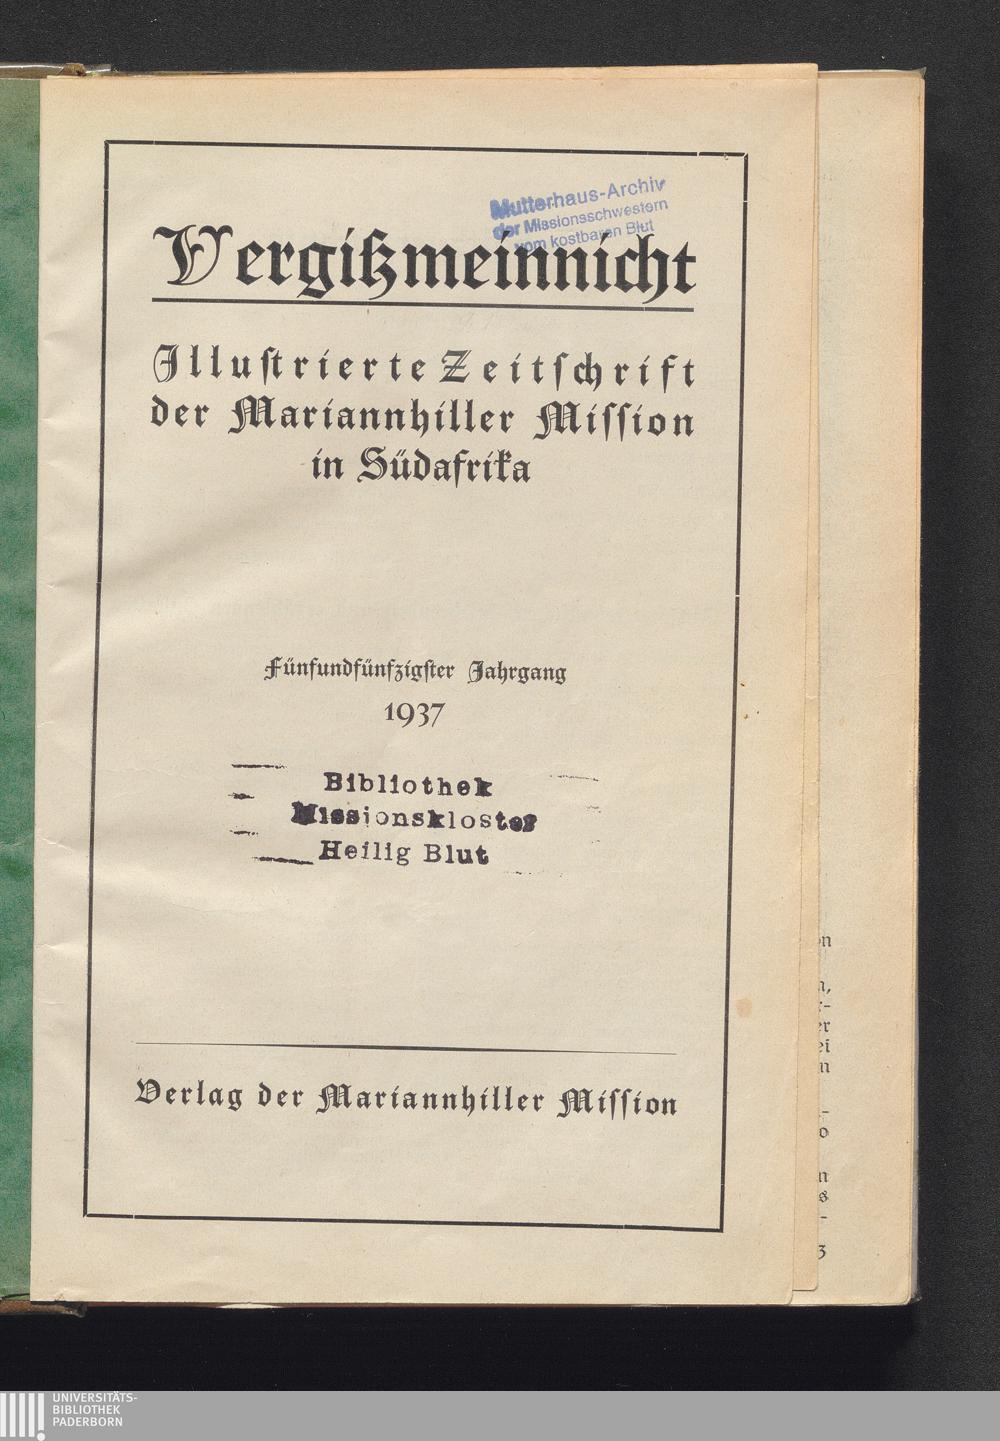 Mutterhaus-Archiv
der Missionsschwestern
vom kostbaren Blut
Vergißmeinnicht
Illustrierte Zeitschrift
der Mariannhiller Mission
in Südafrika
Fünfundfünfzigster Jahrgang
1937
Bibliothek
Missionskloster
Heilig Blut
Verlag der Mariannhiller Mission
UNIVERSITÄTS-
BIBLIOTHEK
PADERBORN